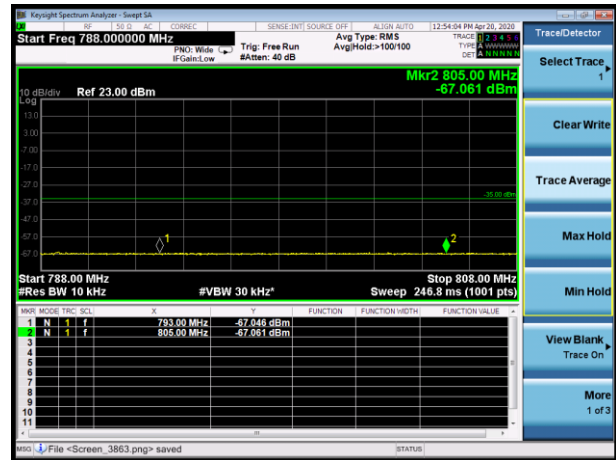 Keysight Spectrum Analyzer - Swept SA
RF 50 Ω AC CORREC SENSE:INT SOURCE OFF ALIGN AUTO 12:54:04 PM Apr 20, 2020
Start Freq 788.000000 MHz
PNO: Wide
IFGain:Low
Trig: Free Run
#Atten: 40 dB
Avg Type: RMS
Avg|Hold:>100/100
TRACE 1 2 3 4 5 6
TYPE A WWWWW
DET A N N N N N
Mkr2 805.00 MHz
-67.061 dBm
10 dB/div Ref 23.00 dBm
Log
13.0
3.00
-7.00
-17.0
-27.0
-35.00 dBm
-37.0
-47.0
-57.0
-67.0
1
2
Start 788.00 MHz Stop 808.00 MHz
#Res BW 10 kHz #VBW 30 kHz* Sweep 246.8 ms (1001 pts)
MKR MODE TRC SCL X Y FUNCTION FUNCTION WIDTH FUNCTION VALUE
1 N 1 f 793.00 MHz -67.046 dBm
2 N 1 f 805.00 MHz -67.061 dBm
3
4
5
6
7
8
9
10
11
MSG File <Screen_3863.png> saved STATUS
Trace/Detector
Select Trace
1
Clear Write
Trace Average
Max Hold
Min Hold
View Blank
Trace On
More
1 of 3